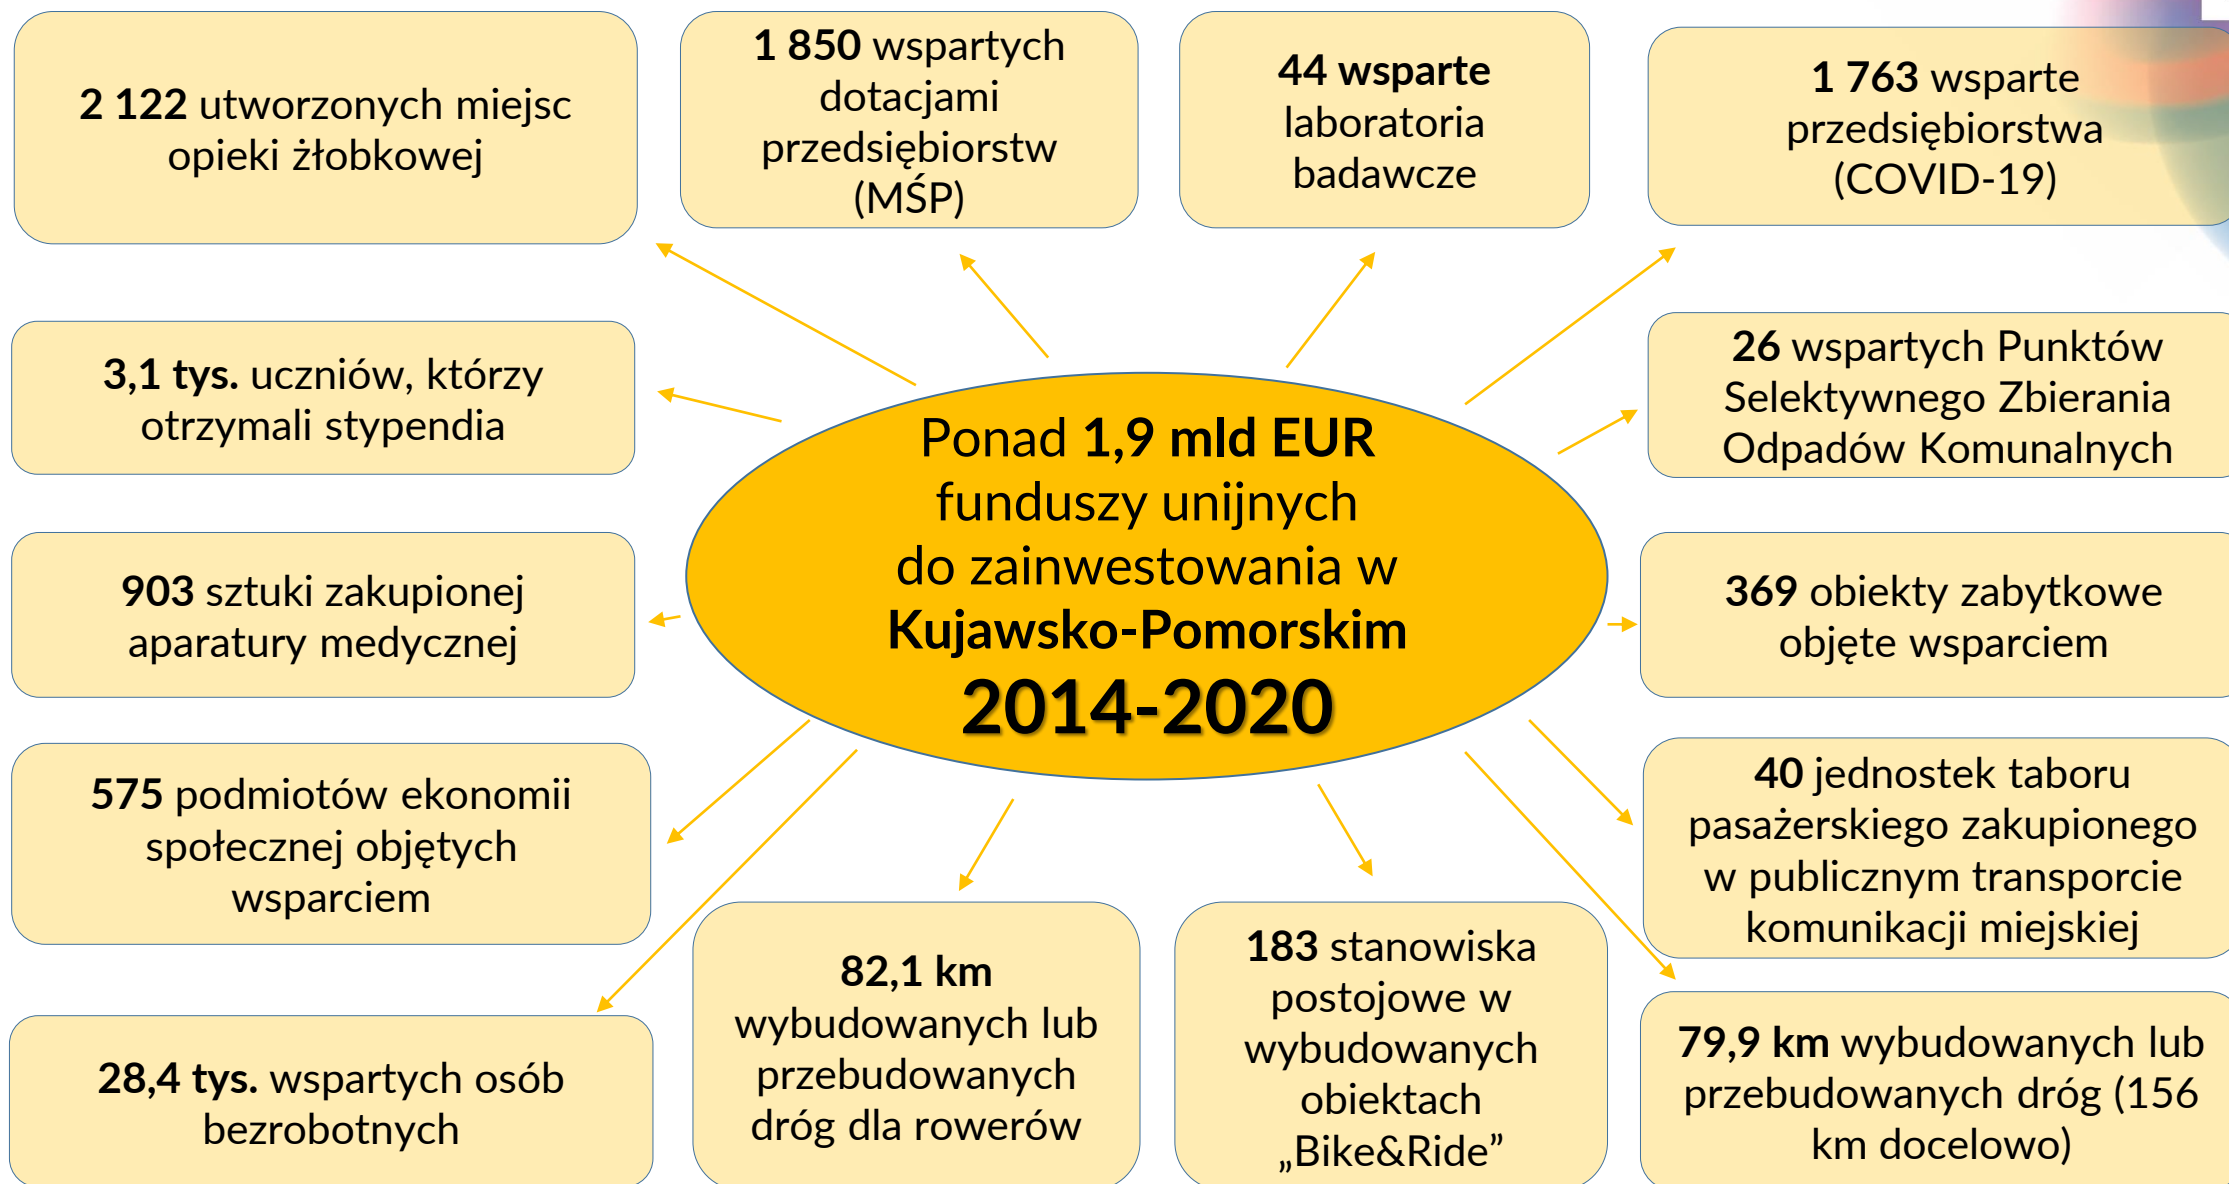 2 122 utworzonych miejsc
opieki żłobkowej
1 850 wspartych
dotacjami
przedsiębiorstw
(MŚP)
44 wsparte
laboratoria
badawcze
1 763 wsparte
przedsiębiorstwa
(COVID-19)
3,1 tys. uczniów, którzy
otrzymali stypendia
26 wspartych Punktów
Selektywnego Zbierania
Odpadów Komunalnych
Ponad 1,9 mld EUR
funduszy unijnych
do zainwestowania w
Kujawsko-Pomorskim
2014-2020
903 sztuki zakupionej
aparatury medycznej
369 obiekty zabytkowe
objęte wsparciem
575 podmiotów ekonomii
społecznej objętych
wsparciem
40 jednostek taboru
pasażerskiego zakupionego
w publicznym transporcie
komunikacji miejskiej
28,4 tys. wspartych osób
bezrobotnych
82,1 km
wybudowanych lub
przebudowanych
dróg dla rowerów
183 stanowiska
postojowe w
wybudowanych
obiektach
„Bike&Ride”
79,9 km wybudowanych lub
przebudowanych dróg (156
km docelowo)